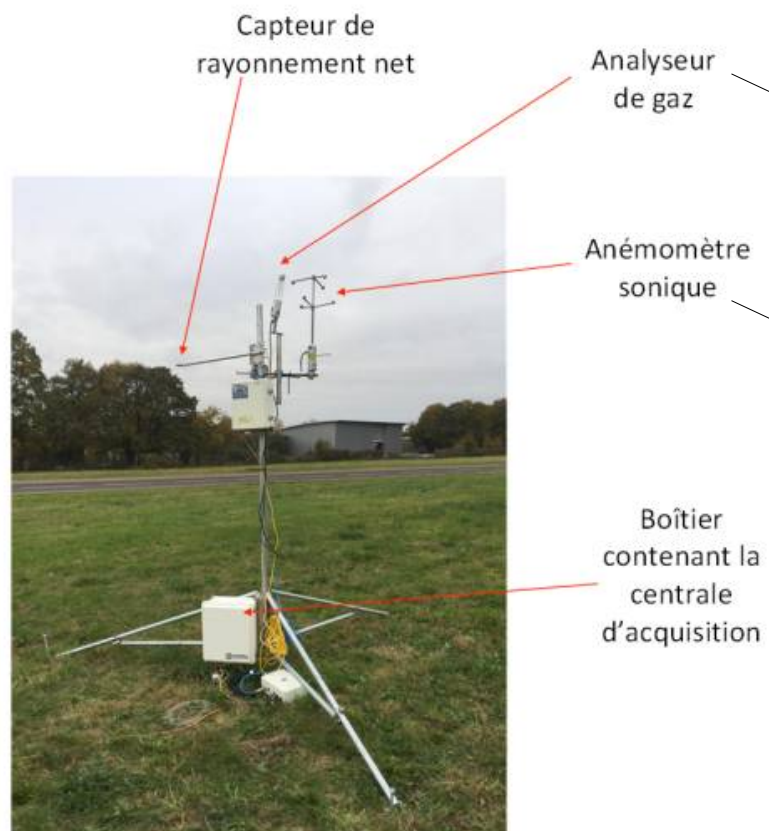 Capteur de
rayonnement net
Analyseur
de gaz
Anémomètre
sonique
Boîtier
contenant la
centrale
d'acquisition